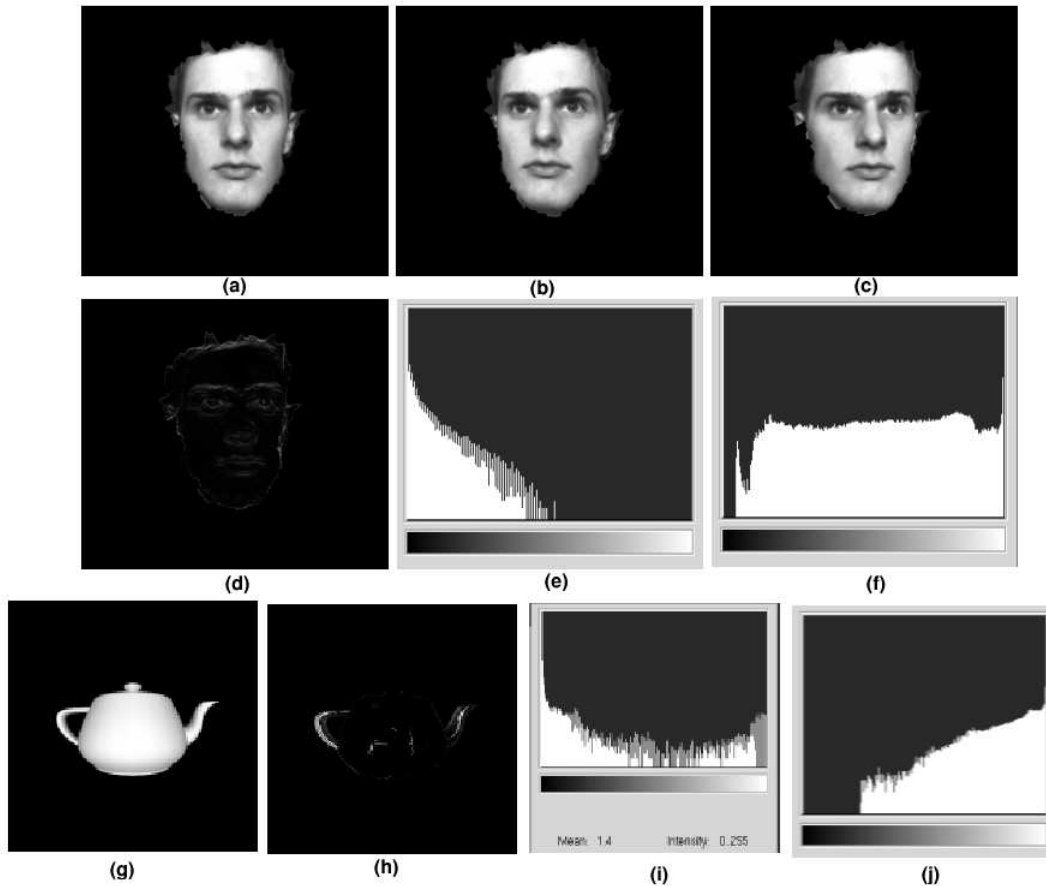 (a)
(b)
(c)
(d)
(e)
(f)
(g)
(h)
(i)
(j)
Mean: 1.4 Intensity: 0.255